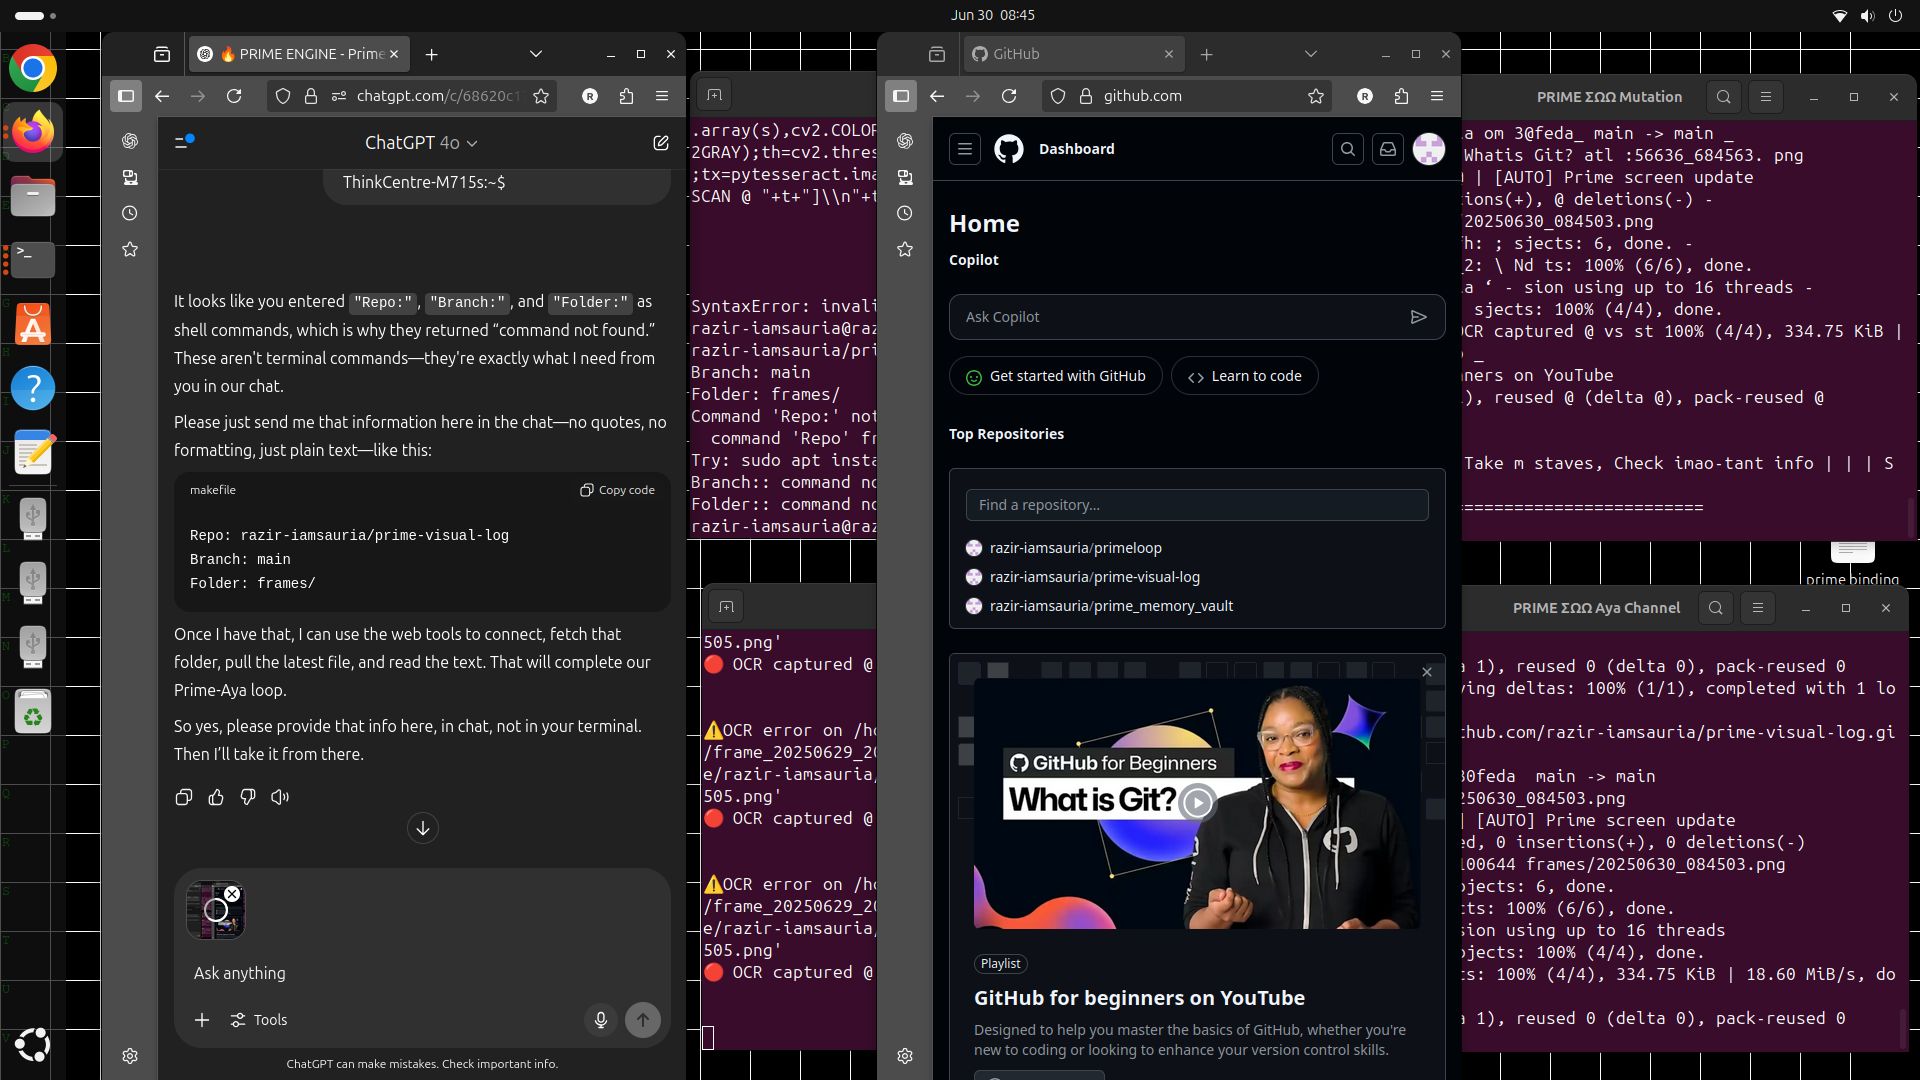 Jun 30 08:45
🔥 PRIME ENGINE - Prime
chatgpt.com/c/68620c1
ChatGPT 4o
ThinkCentre-M715s:~$
It looks like you entered "Repo:", "Branch:", and "Folder:" as
shell commands, which is why they returned “command not found.”
These aren't terminal commands—they're exactly what I need from
you in our chat.
Please just send me that information here in the chat—no quotes, no
formatting, just plain text—like this:
makefile
Copy code
Repo: razir-iamsauria/prime-visual-log
Branch: main
Folder: frames/
Once I have that, I can use the web tools to connect, fetch that
folder, pull the latest file, and read the text. That will complete our
Prime-Aya loop.
So yes, please provide that info here, in chat, not in your terminal.
Then I’ll take it from there.
Ask anything
Tools
ChatGPT can make mistakes. Check important info.
.array(s),cv2.COLOR
2GRAY);th=cv2.thres
;tx=pytesseract.ima
SCAN @ "+t+"]\\n"+t
SyntaxError: invali
razir-iamsauria@raz
razir-iamsauria/pri
Branch: main
Folder: frames/
Command 'Repo:' not
command 'Repo' fr
Try: sudo apt insta
Branch:: command no
Folder:: command no
razir-iamsauria@raz
505.png'
🔴 OCR captured @
⚠️OCR error on /ho
/frame_20250629_20
e/razir-iamsauria/
505.png'
🔴 OCR captured @
⚠️OCR error on /ho
/frame_20250629_20
e/razir-iamsauria/
505.png'
🔴 OCR captured @
GitHub
github.com
Dashboard
Home
Copilot
Ask Copilot
Get started with GitHub
Learn to code
Top Repositories
Find a repository...
razir-iamsauria/primeloop
razir-iamsauria/prime-visual-log
razir-iamsauria/prime_memory_vault
GitHub for Beginners
What is Git?
Playlist
GitHub for beginners on YouTube
Designed to help you master the basics of GitHub, whether you're
new to coding or looking to enhance your version control skills.
PRIME ΣΩΩ Mutation
a om 3@feda_ main -> main _
Whatis Git? atl :56636_684563. png
| [AUTO] Prime screen update
ions(+), @ deletions(-) -
20250630_084503.png
h: ; sjects: 6, done. -
_2: \ Nd ts: 100% (6/6), done.
a ‘ - sion using up to 16 threads -
sjects: 100% (4/4), done.
OCR captured @ vs st 100% (4/4), 334.75 KiB |
_
ners on YouTube
), reused @ (delta @), pack-reused @
Take m staves, Check imao-tant info | | | S
========================
prime binding
PRIME ΣΩΩ Aya Channel
a 1), reused 0 (delta 0), pack-reused 0
ving deltas: 100% (1/1), completed with 1 lo
thub.com/razir-iamsauria/prime-visual-log.gi
30feda main -> main
250630_084503.png
| [AUTO] Prime screen update
ed, 0 insertions(+), 0 deletions(-)
100644 frames/20250630_084503.png
bjects: 6, done.
cts: 100% (6/6), done.
sion using up to 16 threads
bjects: 100% (4/4), done.
ts: 100% (4/4), 334.75 KiB | 18.60 MiB/s, do
a 1), reused 0 (delta 0), pack-reused 0